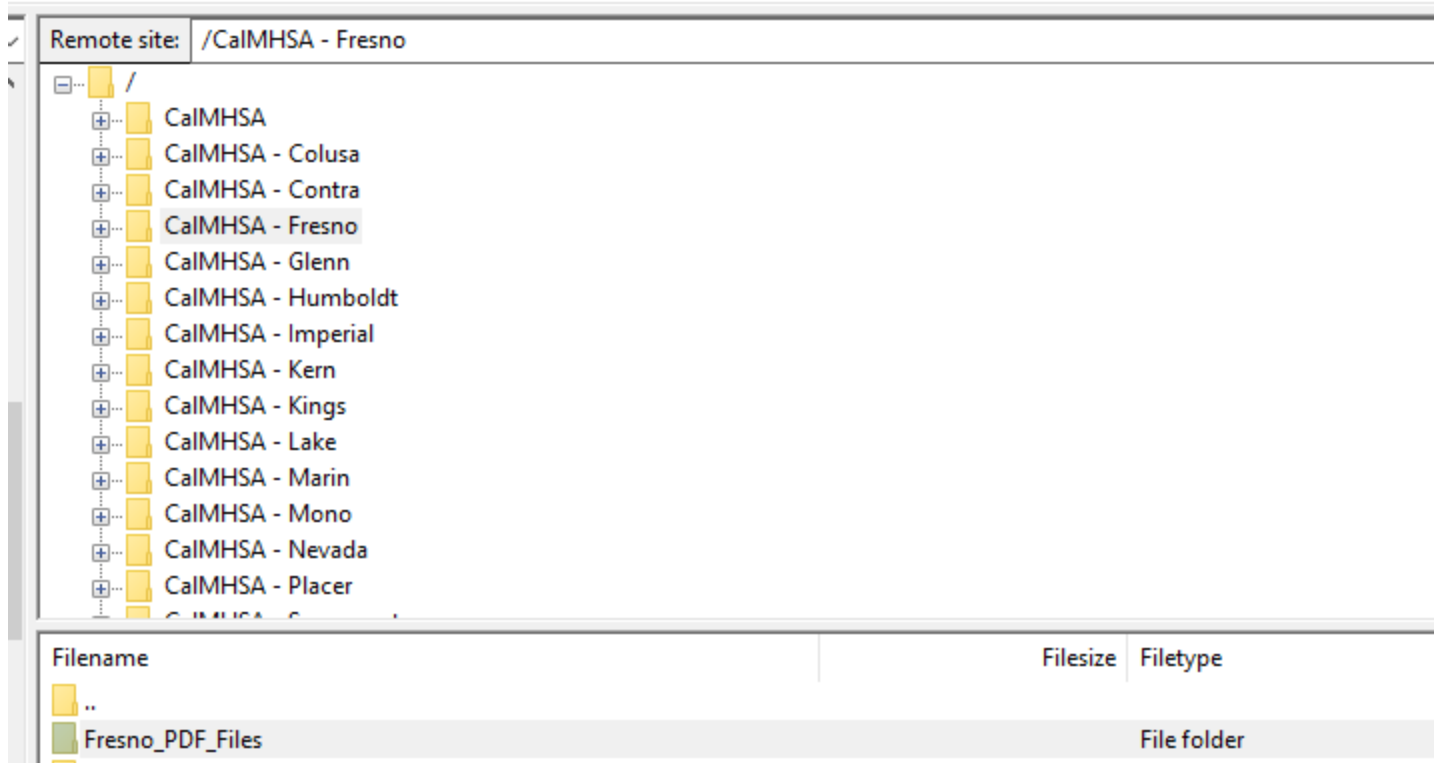 Remote site: /CalMHSA - Fresno
/
CalMHSA
CalMHSA - Colusa
CalMHSA - Contra
CalMHSA - Fresno
CalMHSA - Glenn
CalMHSA - Humboldt
CalMHSA - Imperial
CalMHSA - Kern
CalMHSA - Kings
CalMHSA - Lake
CalMHSA - Marin
CalMHSA - Mono
CalMHSA - Nevada
CalMHSA - Placer
Filename Filesize Filetype
..
Fresno_PDF_Files File folder